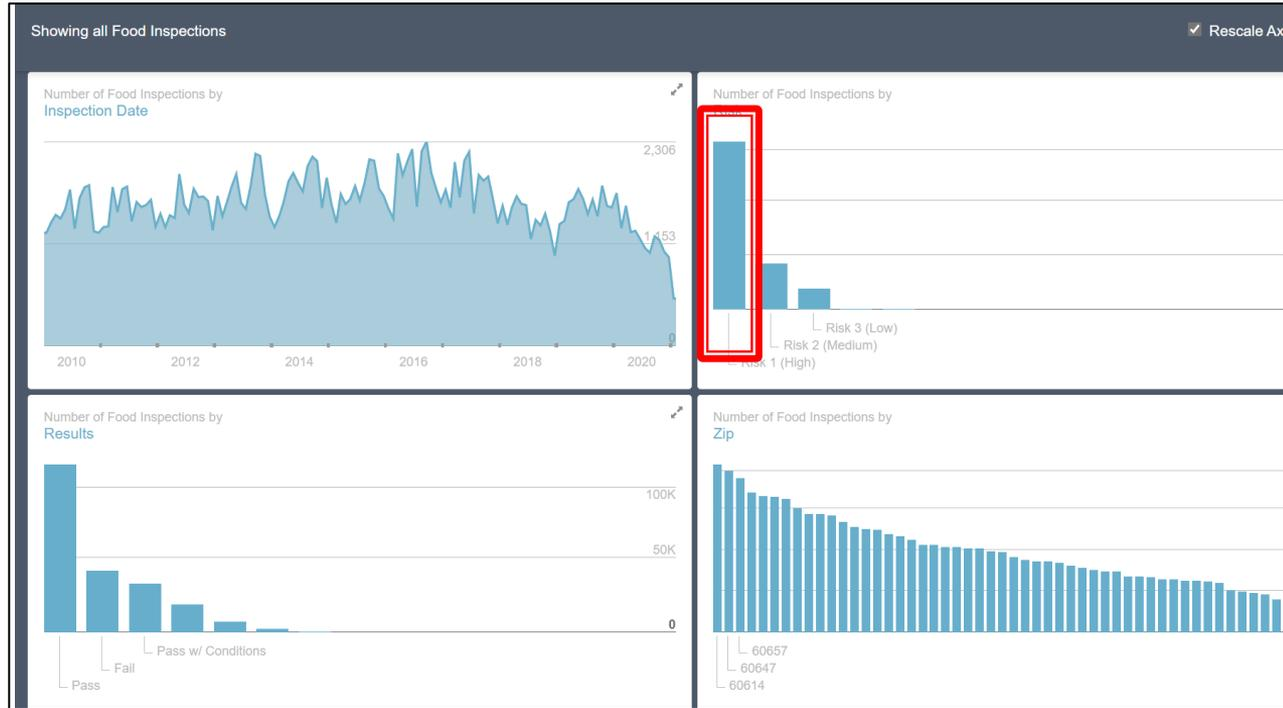 Showing all Food Inspections
Rescale Ax
Number of Food Inspections by
Inspection Date
2,306
1,453
0
2010
2012
2014
2016
2018
2020
Number of Food Inspections by
Risk 3 (Low)
Risk 2 (Medium)
Risk 1 (High)
Number of Food Inspections by
Results
100K
50K
0
Pass w/ Conditions
Fail
Pass
Number of Food Inspections by
Zip
60657
60647
60614